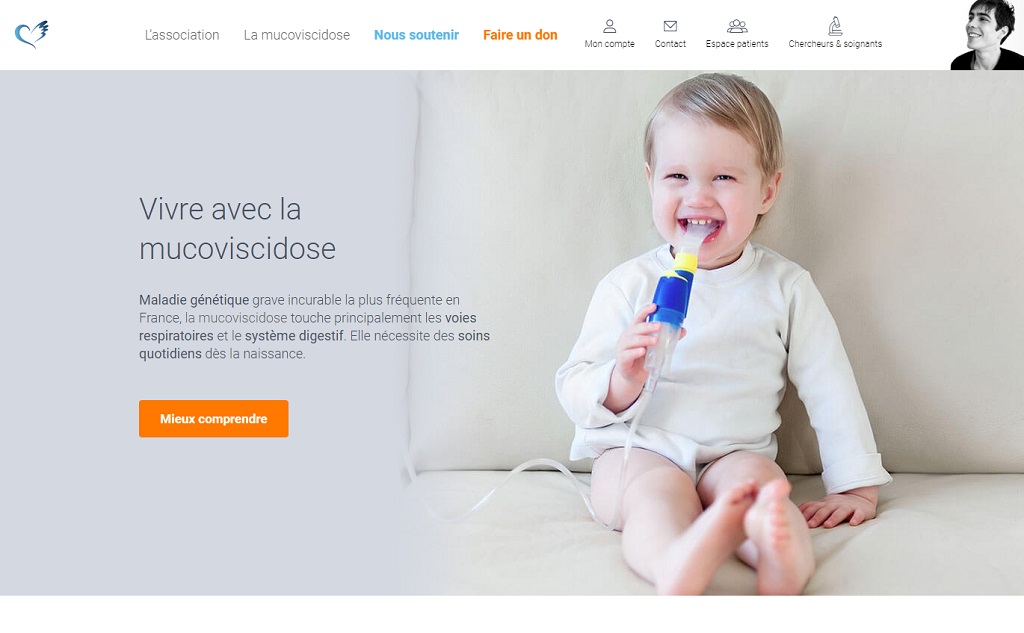 L'association
La mucoviscidose
Nous soutenir
Faire un don
Mon compte
Contact
Espace patients
Chercheurs & soignants
Vivre avec la
mucoviscidose
Maladie génétique grave incurable la plus fréquente en
France, la mucoviscidose touche principalement les voies
respiratoires et le système digestif. Elle nécessite des soins
quotidiens dès la naissance.
Mieux comprendre